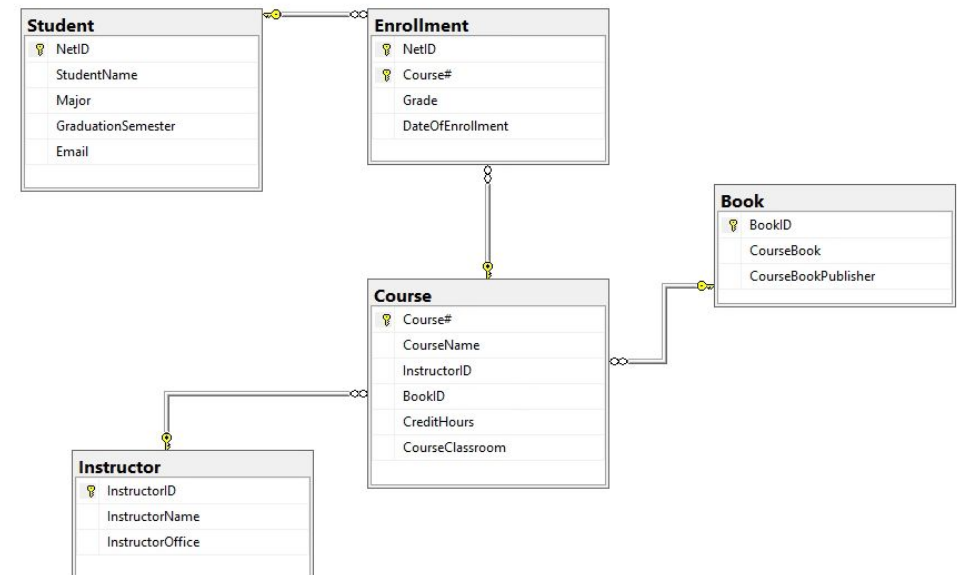 Student
NetID
StudentName
Major
GraduationSemester
Email
Enrollment
NetID
Course#
Grade
DateOfEnrollment
Book
BookID
CourseBook
CourseBookPublisher
Course
Course#
CourseName
InstructorID
BookID
CreditHours
CourseClassroom
Instructor
InstructorID
InstructorName
InstructorOffice